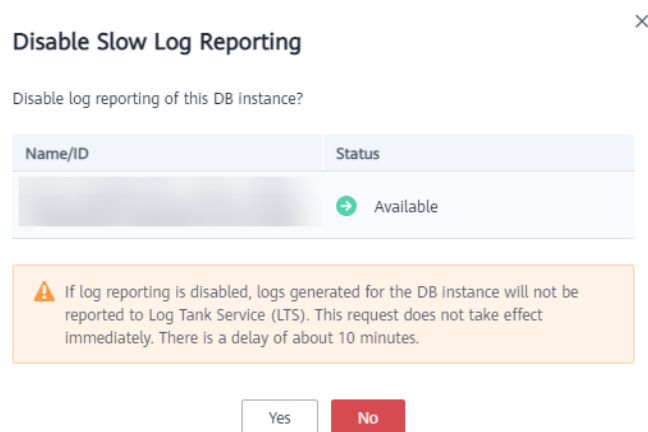 Disable Slow Log Reporting
Disable log reporting of this DB instance?
Name/ID Status
Available
If log reporting is disabled, logs generated for the DB instance will not be
reported to Log Tank Service (LTS). This request does not take effect
immediately. There is a delay of about 10 minutes.
Yes No